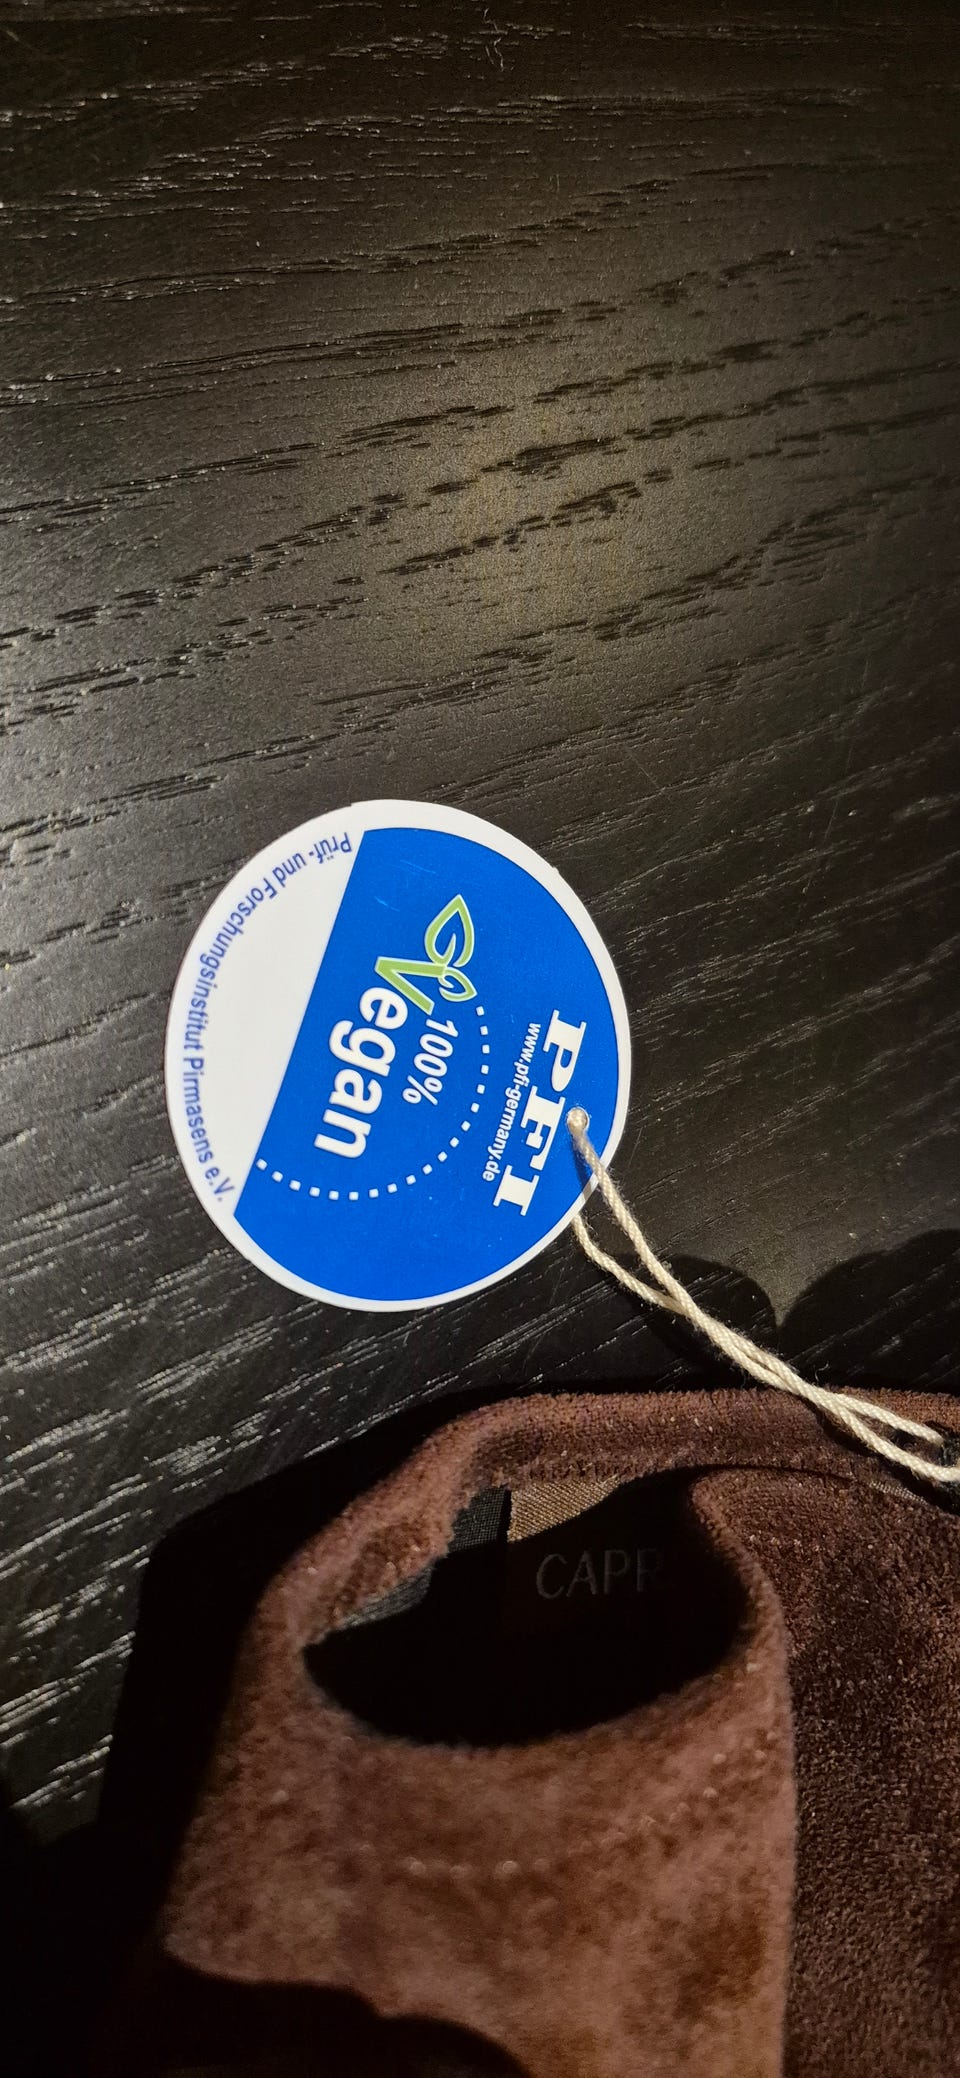 PFI
www.pfi-germany.de
100%
Vegan
Prüf- und Forschungsinstitut Pirmasens e.V.
CAPR